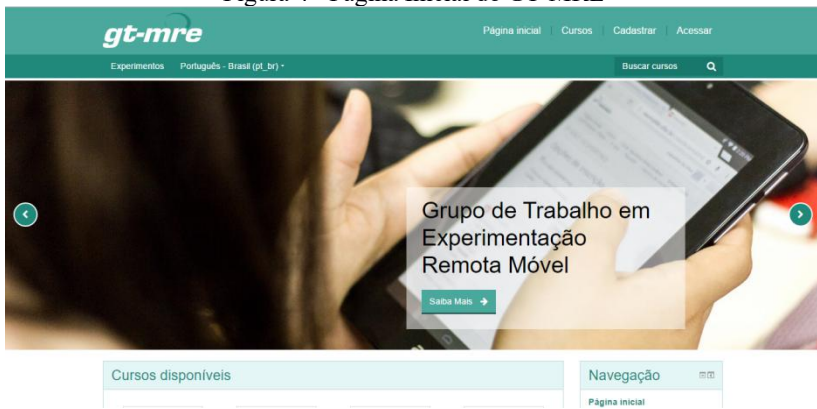 gt-mre
Página inicial
Cursos
Cadastrar
Acessar
Experimentos
Português - Brasil (pt_br)
Buscar cursos
Grupo de Trabalho em
Experimentação
Remota Móvel
Saiba Mais
Cursos disponíveis
Navegação
Página inicial